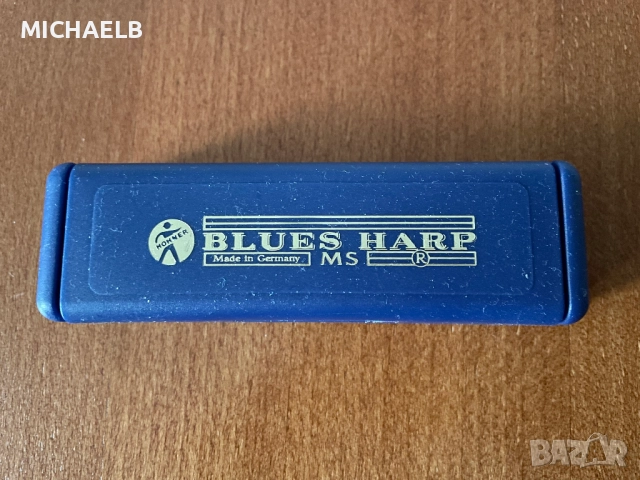 MICHAELB
HOHNER
BLUES HARP
Made in Germany MS ®
BAZAR